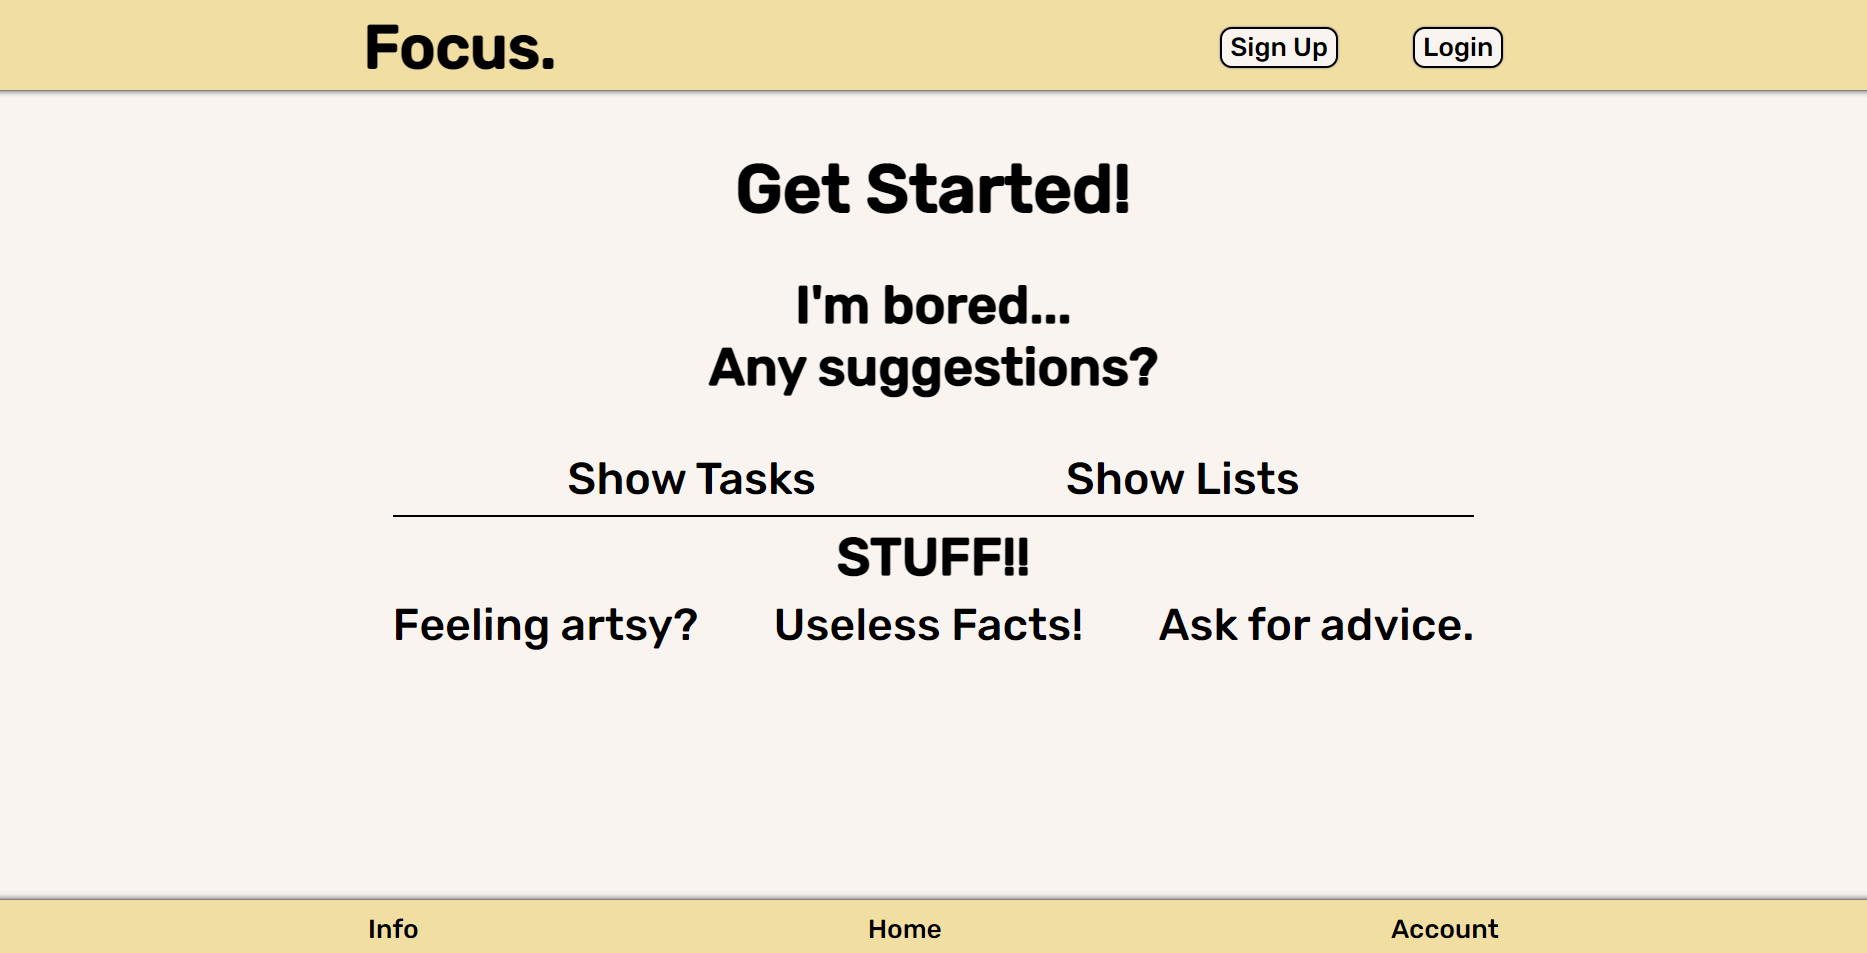 Focus. Sign Up Login
Get Started!
I'm bored...
Any suggestions?
Show Tasks Show Lists
STUFF!!
Feeling artsy? Useless Facts! Ask for advice.
Info Home Account